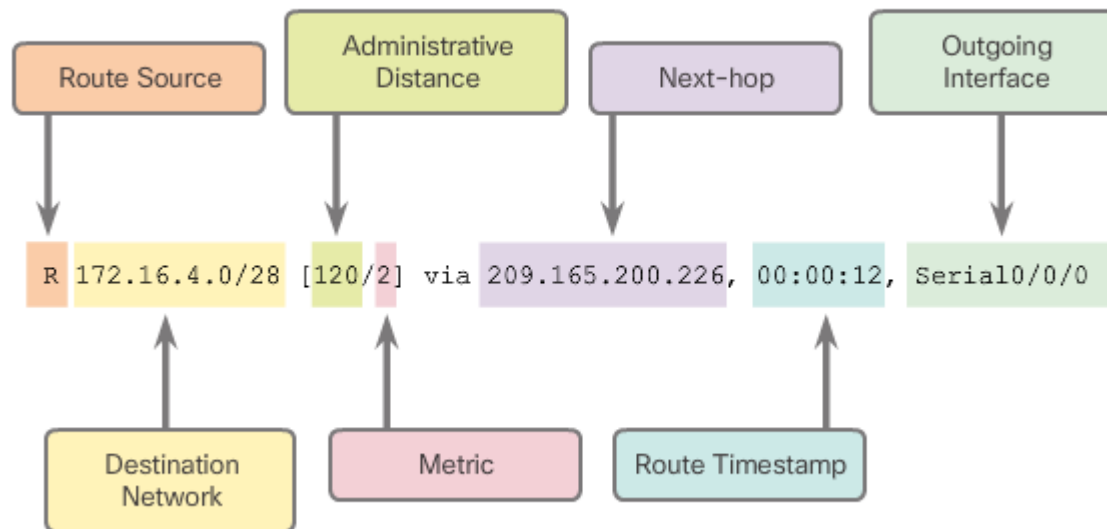 Route Source
Administrative
Distance
Next-hop
Outgoing
Interface
R 172.16.4.0/28 [120/2] via 209.165.200.226, 00:00:12, Serial0/0/0
Destination
Network
Metric
Route Timestamp